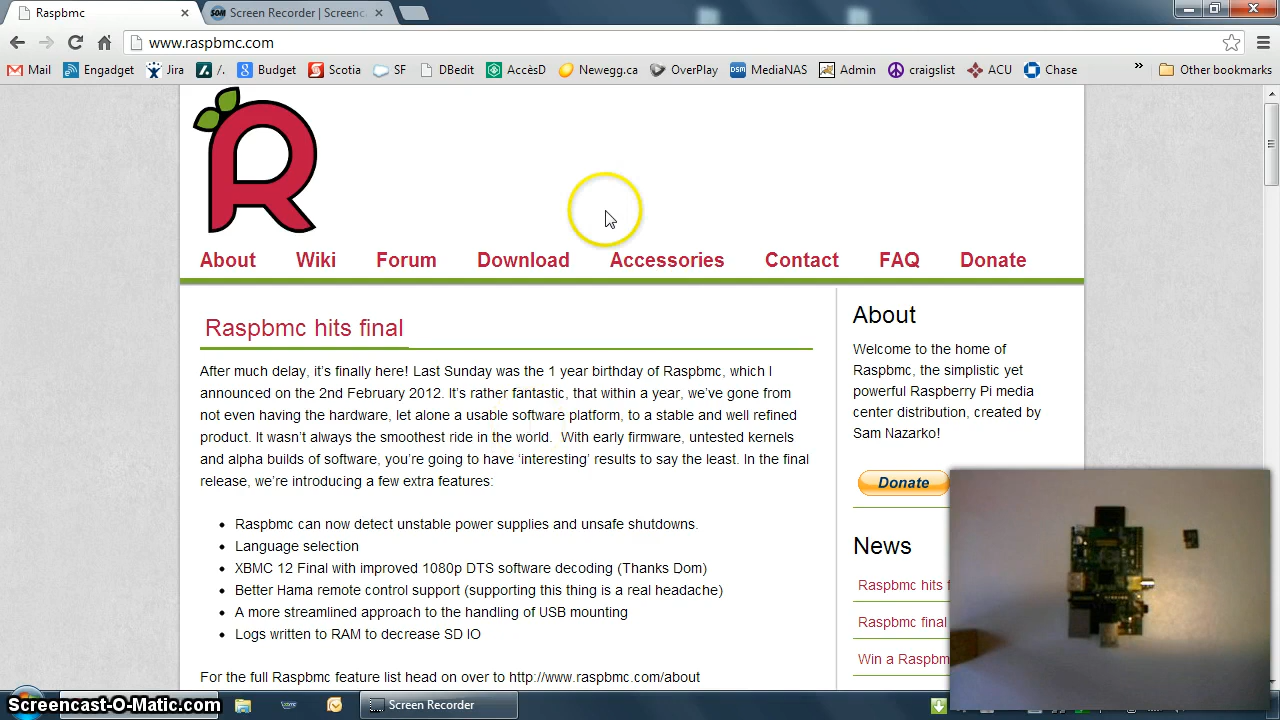 Raspbmc
Screen Recorder | Screenc
www.raspbmc.com
Mail Engadget Jira /. Budget Scotia SF DBedit AccèsD Newegg.ca OverPlay MediaNAS Admin craigslist ACU Chase » Other bookmarks
R
About Wiki Forum Download Accessories Contact FAQ Donate
Raspbmc hits final
After much delay, it's finally here! Last Sunday was the 1 year birthday of Raspbmc, which I
announced on the 2nd February 2012. It's rather fantastic, that within a year, we've gone from
not even having the hardware, let alone a usable software platform, to a stable and well refined
product. It wasn't always the smoothest ride in the world.  With early firmware, untested kernels
and alpha builds of software, you're going to have 'interesting' results to say the least. In the final
release, we're introducing a few extra features:
Raspbmc can now detect unstable power supplies and unsafe shutdowns.
Language selection
XBMC 12 Final with improved 1080p DTS software decoding (Thanks Dom)
Better Hama remote control support (supporting this thing is a real headache)
A more streamlined approach to the handling of USB mounting
Logs written to RAM to decrease SD IO
For the full Raspbmc feature list head on over to http://www.raspbmc.com/about
About
Welcome to the home of
Raspbmc, the simplistic yet
powerful Raspberry Pi media
center distribution, created by
Sam Nazarko!
Donate
News
Raspbmc hits f
Raspbmc final
Win a Raspbm
Screencast-O-Matic.com
Screen Recorder